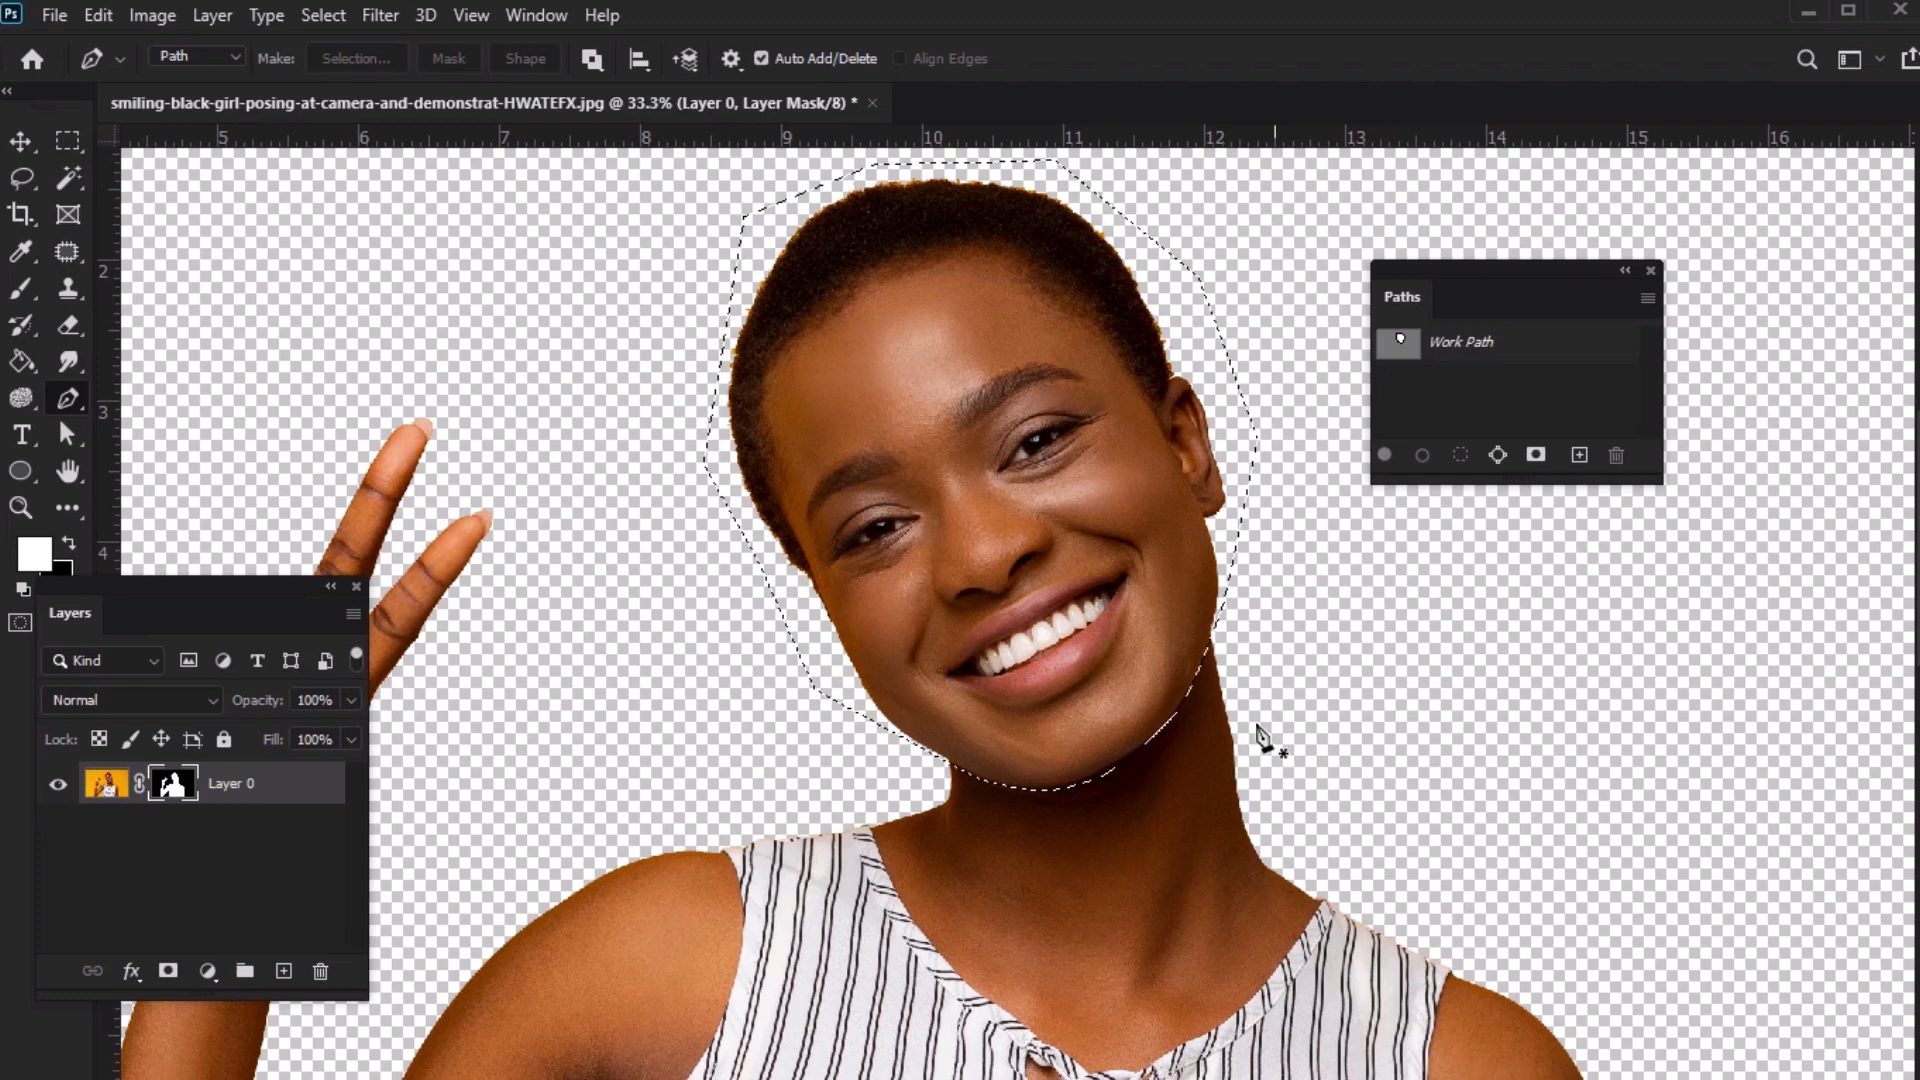 Ps File Edit Image Layer Type Select Filter 3D View Window Help
Path Make: Selection... Mask Shape Auto Add/Delete Align Edges
smiling-black-girl-posing-at-camera-and-demonstrat-HWATEFX.jpg @ 33.3% (Layer 0, Layer Mask/8) *
5 6 7 8 9 10 11 12 13 14 15 16
2
3
4
Paths
Work Path
Layers
Kind
Normal Opacity: 100%
Lock: Fill: 100%
Layer 0
fx